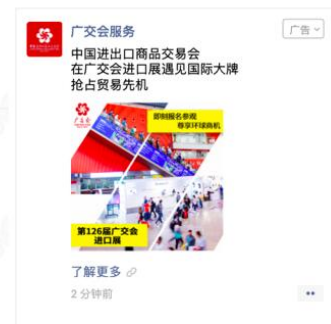 广交会服务
广告
中国进出口商品交易会
在广交会进口展遇见国际大牌
抢占贸易先机
即刻报名参观
尊享环球商机
第126届广交会
进口展
了解更多
2 分钟前